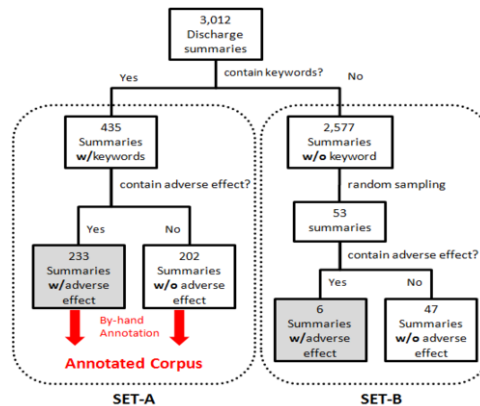 3,012
Discharge
summaries
contain keywords?
Yes
No
435
Summaries
w/keywords
2,577
Summaries
w/o keyword
contain adverse effect?
random sampling
53
summaries
Yes
No
contain adverse effect?
233
Summaries
w/adverse
effect
202
Summaries
w/o adverse
effect
Yes
No
6
Summaries
w/adverse
effect
47
Summaries
w/o adverse
effect
By-hand
Annotation
Annotated Corpus
SET-A
SET-B